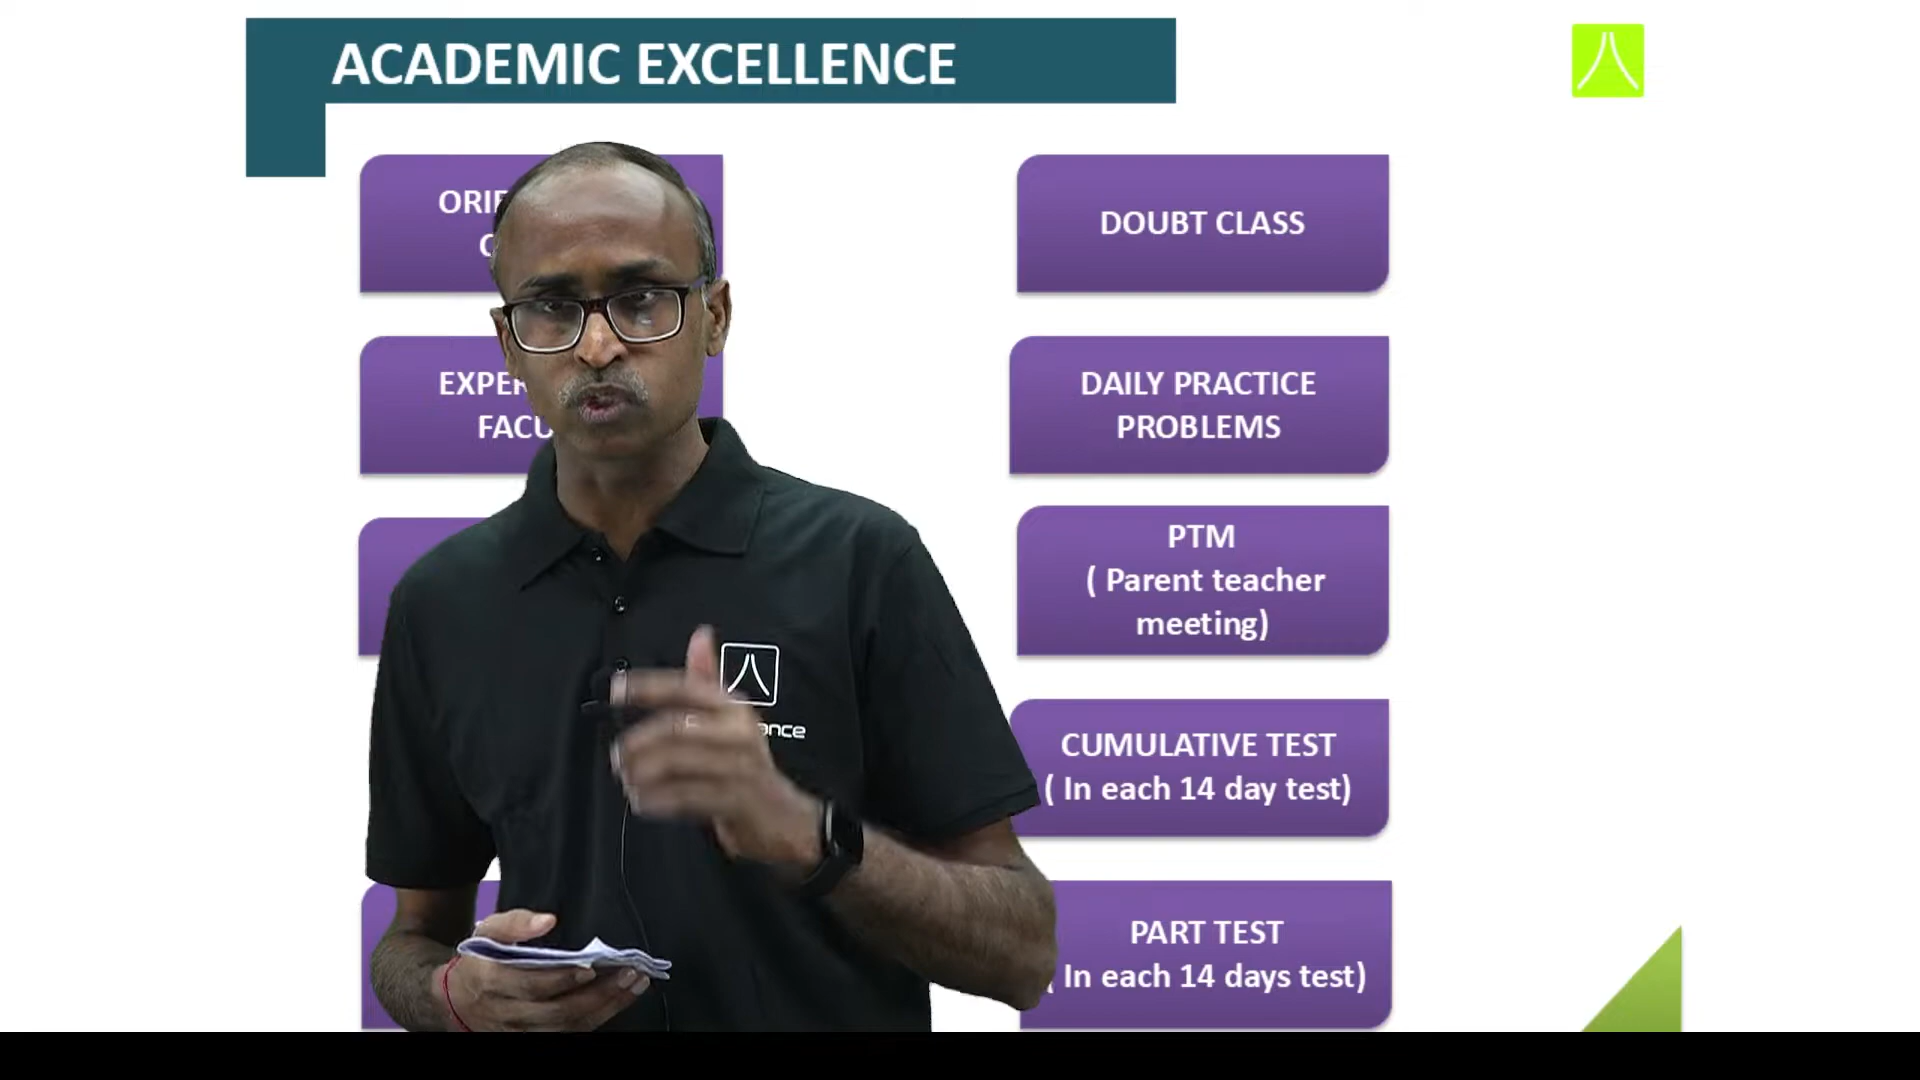 ACADEMIC EXCELLENCE
DOUBT CLASS
DAILY PRACTICE
PROBLEMS
PTM
( Parent teacher
meeting)
CUMULATIVE TEST
( In each 14 day test)
PART TEST
( In each 14 days test)